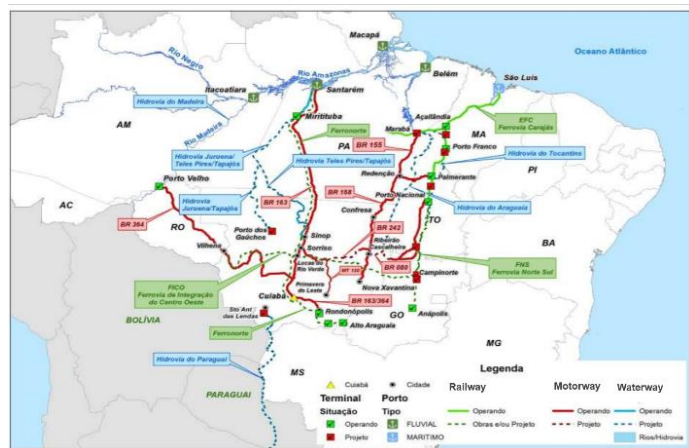 Oceano Atlântico
Macapá
Rio Negro
Belém
Rio Amazonas
São Luis
Itacoatiara
Santarém
Hidrovia do Madeira
Açailândia
EFC
Ferrovia Carajás
Miritituba
Marabá
AM
Rio Madeira
Ferronorte
MA
PA
BR 155
Porto Franco
Hidrovia Juruena/
Teles Pires/Tapajós
Hidrovia Teles Pires/Tapajós
Hidrovia do Tocantins
Redenção
Palmerante
PI
Porto Velho
Hidrovia
Juruena/Tapajós
BR 163
BR 158
Porto Nacional
Hidrovia do Araguaia
AC
Confresa
TO
BR 364
RO
Porto dos
Gaúchos
Sinop
BR 242
Vilhena
Sorriso
Ribeirão
Cascalheira
BA
Lucas do
Rio Verde
MT 130
BR 080
FNS
Ferrovia Norte Sul
FICO
Ferrovia de Integração
do Centro Oeste
Primavera
do Leste
Campinorte
Nova Xavantina
Cuiabá
BR 163/364
Sto Ant
das Lendas
Rondonópolis
GO
Anápolis
BOLÍVIA
Ferronorte
Alto Araguaia
MG
Hidrovia do Paraguai
MS
PARAGUAI
Legenda
Cuiabá
Cidade
Railway
Motorway
Waterway
Terminal
Porto
Situação
Tipo
Operando
Operando
Operando
Operando
FLUVIAL
Obras e/ou Projeto
Projeto
Projeto
Projeto
MARITIMO
Rios/Hidrovia